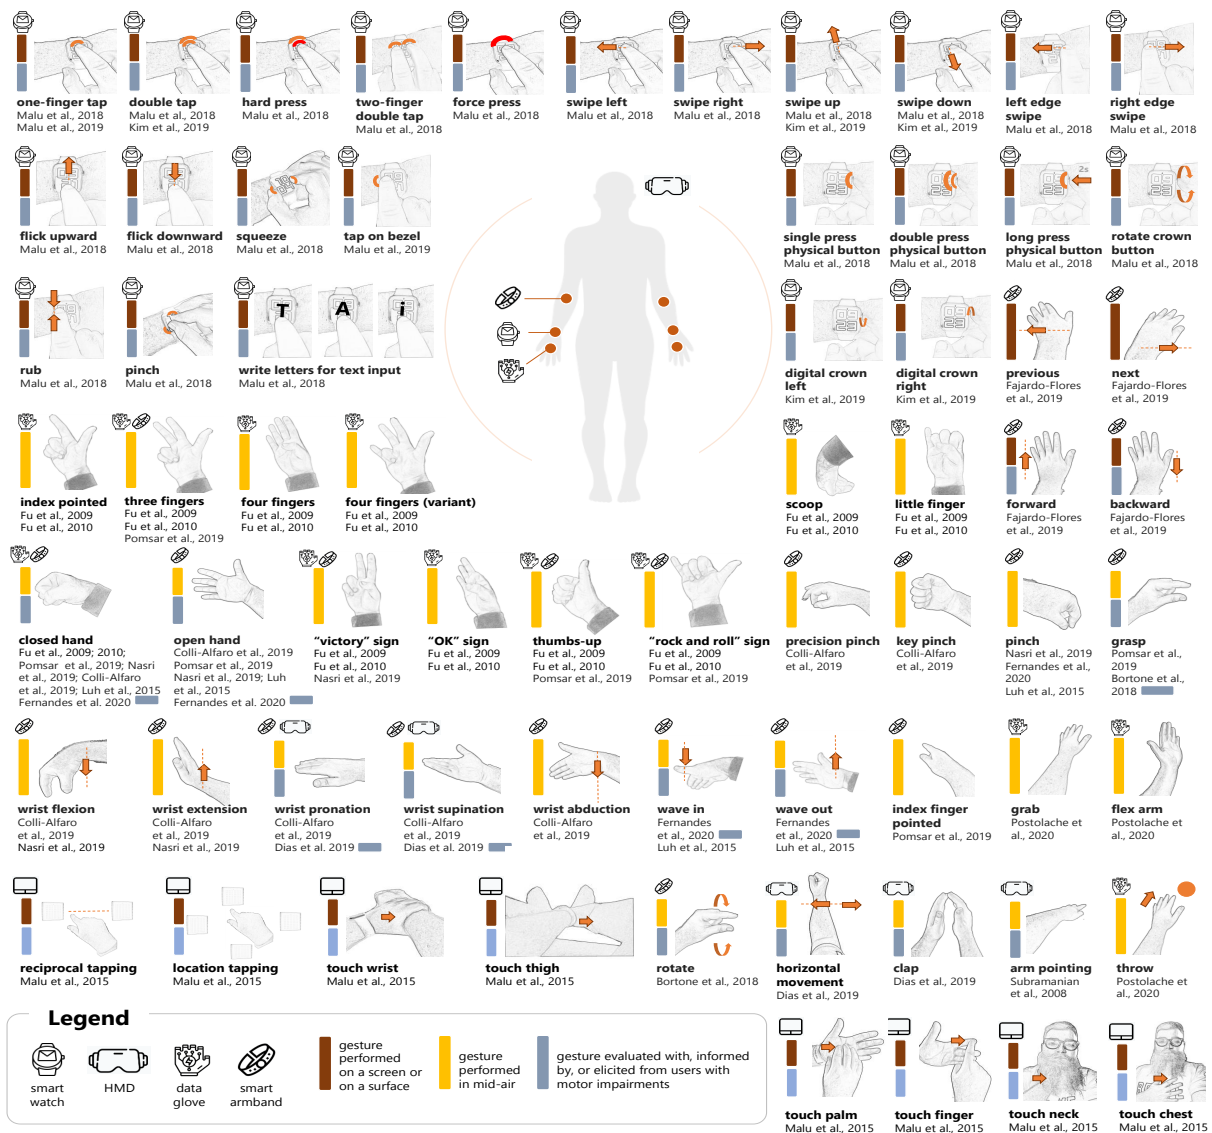 one-finger tap
Malu et al., 2018
Malu et al., 2019
double tap
Malu et al., 2018
Kim et al., 2019
hard press
Malu et al., 2018
two-finger
double tap
Malu et al., 2018
force press
Malu et al., 2018
swipe left
Malu et al., 2018
swipe right
Malu et al., 2018
swipe up
Malu et al., 2018
Kim et al., 2019
swipe down
Malu et al., 2018
Kim et al., 2019
left edge
swipe
Malu et al., 2018
right edge
swipe
Malu et al., 2018
flick upward
Malu et al., 2018
flick downward
Malu et al., 2018
squeeze
Malu et al., 2018
tap on bezel
Malu et al., 2019
single press
physical button
Malu et al., 2018
double press
physical button
Malu et al., 2018
2s
long press
physical button
Malu et al., 2018
rotate crown
button
Malu et al., 2018
rub
Malu et al., 2018
pinch
Malu et al., 2018
T A i
write letters for text input
Malu et al., 2018
digital crown
left
Kim et al., 2019
digital crown
right
Kim et al., 2019
previous
Fajardo-Flores
et al., 2019
next
Fajardo-Flores
et al., 2019
index pointed
Fu et al., 2009
Fu et al., 2010
three fingers
Fu et al., 2009
Fu et al., 2010
Pomsar et al., 2019
four fingers
Fu et al., 2009
Fu et al., 2010
four fingers (variant)
Fu et al., 2009
Fu et al., 2010
scoop
Fu et al., 2009
Fu et al., 2010
little finger
Fu et al., 2009
Fu et al., 2010
forward
Fajardo-Flores
et al., 2019
backward
Fajardo-Flores
et al., 2019
closed hand
Fu et al., 2009; 2010;
Pomsar et al., 2019; Nasri
et al., 2019; Colli-Alfaro
et al., 2019; Luh et al., 2015
Fernandes et al. 2020
open hand
Colli-Alfaro et al., 2019
Pomsar et al., 2019
Nasri et al., 2019; Luh
et al., 2015
Fernandes et al. 2020
“victory” sign
Fu et al., 2009
Fu et al., 2010
Nasri et al., 2019
“OK” sign
Fu et al., 2009
Fu et al., 2010
thumbs-up
Fu et al., 2009
Fu et al., 2010
Pomsar et al., 2019
“rock and roll” sign
Fu et al., 2009
Fu et al., 2010
Pomsar et al., 2019
precision pinch
Colli-Alfaro
et al., 2019
key pinch
Colli-Alfaro
et al., 2019
pinch
Nasri et al., 2019
Fernandes et al.,
2020
Luh et al., 2015
grasp
Pomsar et al.,
2019
Bortone et al.,
2018
wrist flexion
Colli-Alfaro
et al., 2019
Nasri et al., 2019
wrist extension
Colli-Alfaro
et al., 2019
Nasri et al., 2019
wrist pronation
Colli-Alfaro
et al., 2019
Dias et al. 2019
wrist supination
Colli-Alfaro
et al., 2019
Dias et al. 2019
wrist abduction
Colli-Alfaro
et al., 2019
wave in
Fernandes
et al., 2020
Luh et al., 2015
wave out
Fernandes
et al., 2020
Luh et al., 2015
index finger
pointed
Pomsar et al., 2019
grab
Postolache et
al., 2020
flex arm
Postolache et
al., 2020
reciprocal tapping
Malu et al., 2015
location tapping
Malu et al., 2015
touch wrist
Malu et al., 2015
touch thigh
Malu et al., 2015
rotate
Bortone et al., 2018
horizontal
movement
Dias et al., 2019
clap
Dias et al., 2019
arm pointing
Subramanian
et al., 2008
throw
Postolache et
al., 2020
Legend
smart
watch
HMD
data
glove
smart
armband
gesture
performed
on a screen or
on a surface
gesture
performed
in mid-air
gesture evaluated with, informed
by, or elicited from users with
motor impairments
touch palm
Malu et al., 2015
touch finger
Malu et al., 2015
touch neck
Malu et al., 2015
touch chest
Malu et al., 2015